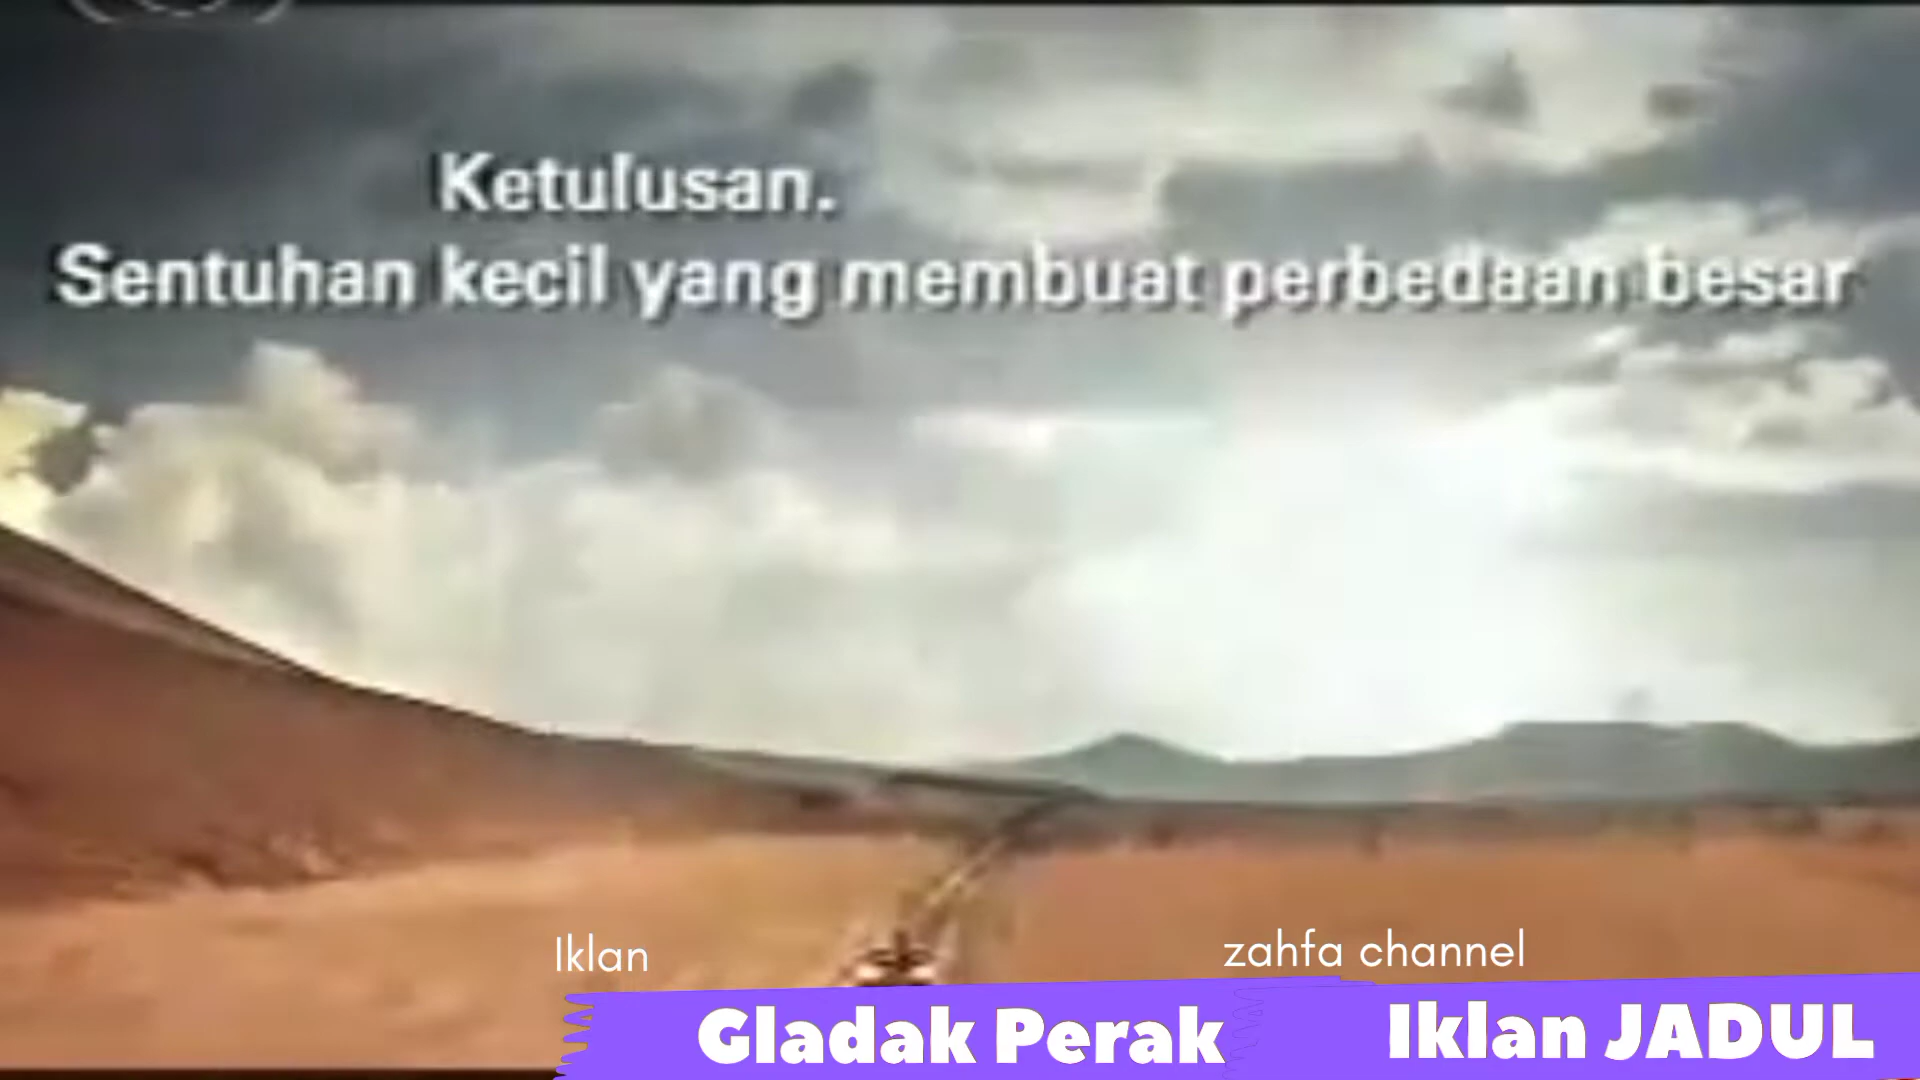 Ketulusan.
Sentuhan kecil yang membuat perbedaan besar
Iklan
zahfa channel
Gladak Perak
Iklan JADUL